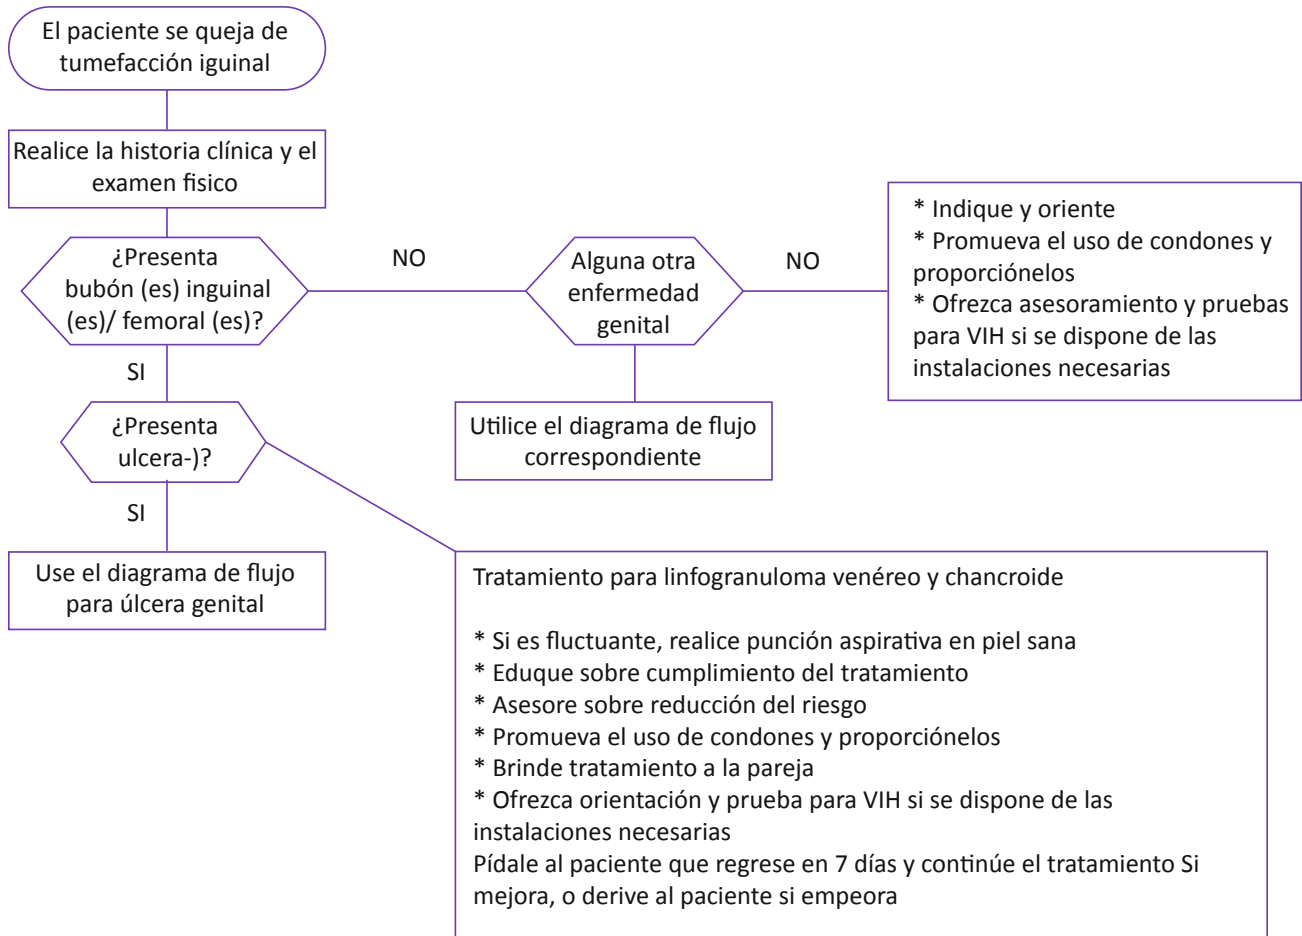 El paciente se queja de
tumefacción iguinal
Realice la historia clínica y el
examen fisico
¿Presenta
bubón (es) inguinal
(es)/ femoral (es)?
NO
Alguna otra
enfermedad
genital
NO
* Indique y oriente
* Promueva el uso de condones y
proporciónelos
* Ofrezca asesoramiento y pruebas
para VIH si se dispone de las
instalaciones necesarias
SI
¿Presenta
ulcera-)?
Utilice el diagrama de flujo
correspondiente
SI
Use el diagrama de flujo
para úlcera genital
Tratamiento para linfogranuloma venéreo y chancroide
* Si es fluctuante, realice punción aspirativa en piel sana
* Eduque sobre cumplimiento del tratamiento
* Asesore sobre reducción del riesgo
* Promueva el uso de condones y proporciónelos
* Brinde tratamiento a la pareja
* Ofrezca orientación y prueba para VIH si se dispone de las
instalaciones necesarias
Pídale al paciente que regrese en 7 días y continúe el tratamiento Si
mejora, o derive al paciente si empeora